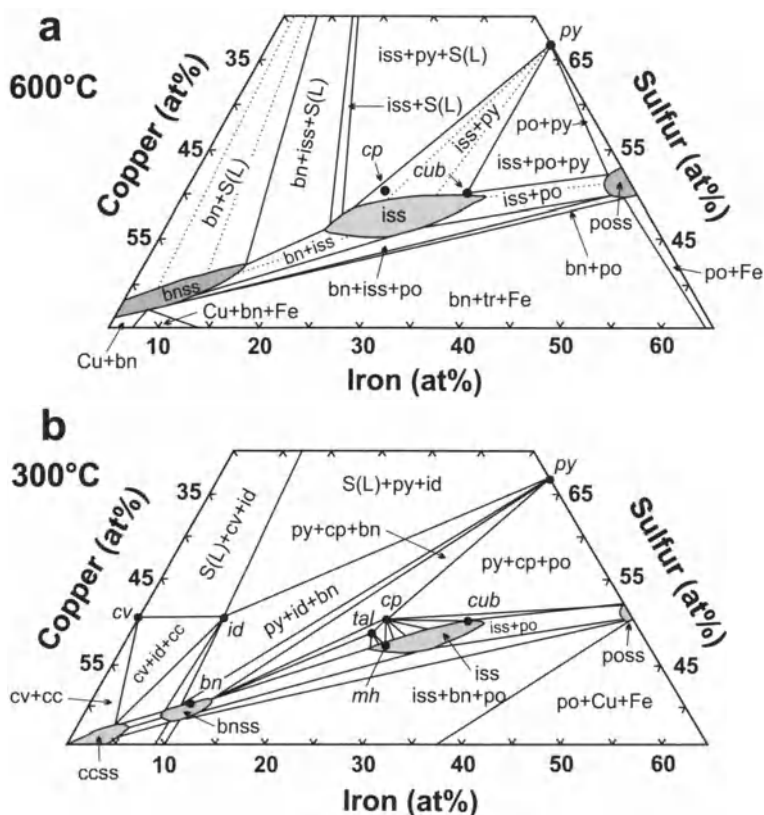 a
600°C
Copper (at%)
35
45
55
bn+S(L)
bn+iss+S(L)
iss+py+S(L)
iss+S(L)
iss+py
py
65
Sulfur (at%)
po+py
55
cp
cub
iss+po+py
iss
iss+po
poss
bn+iss
45
bnss
bn+iss+po
bn+po
po+Fe
Cu+bn+Fe
bn+tr+Fe
Cu+bn
10
20
30
40
50
60
Iron (at%)
b
300°C
Copper (at%)
35
45
55
S(L)+cv+id
S(L)+py+id
py
65
Sulfur (at%)
py+cp+bn
py+cp+po
55
cv
id
py+id+bn
cp
tal
cub
cv+id+cc
iss+po
poss
45
bn
iss
mh
iss+bn+po
cv+cc
bnss
po+Cu+Fe
ccss
10
20
30
40
50
60
Iron (at%)